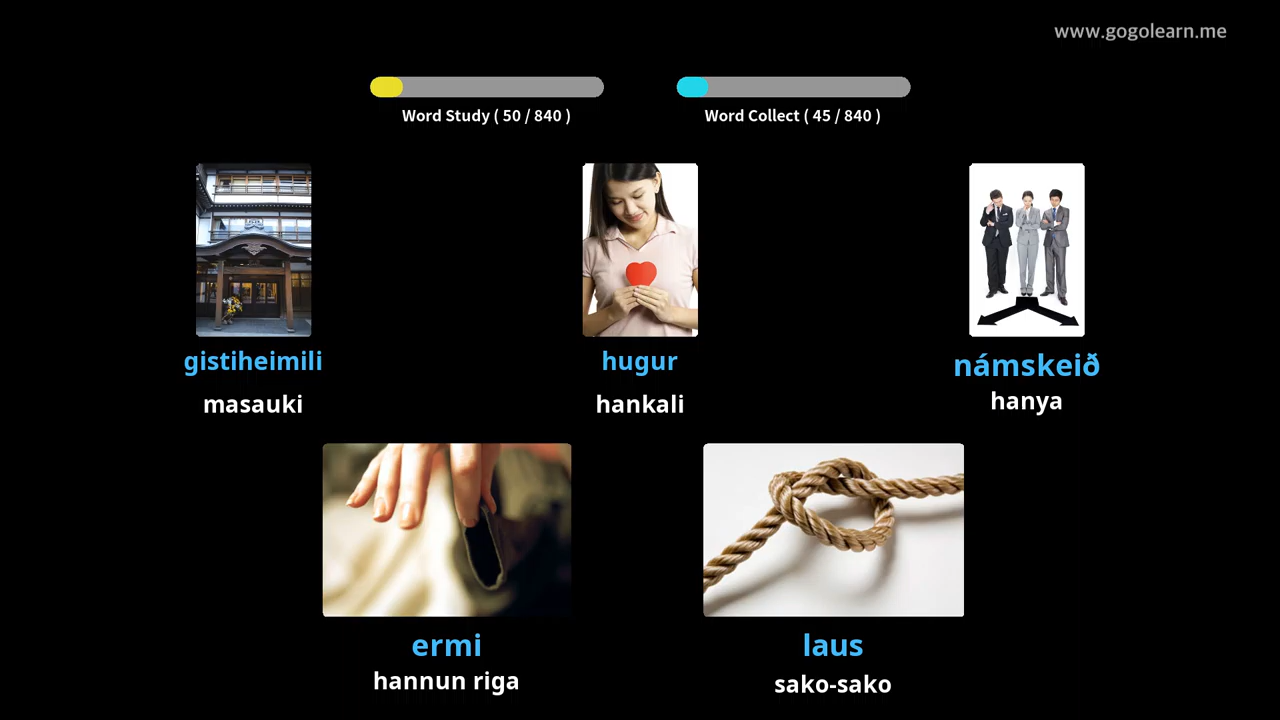 www.gogolearn.me
Word Study ( 50 / 840 )
Word Collect ( 45 / 840 )
gistiheimili
masauki
hugur
hankali
námskeið
hanya
ermi
hannun riga
laus
sako-sako